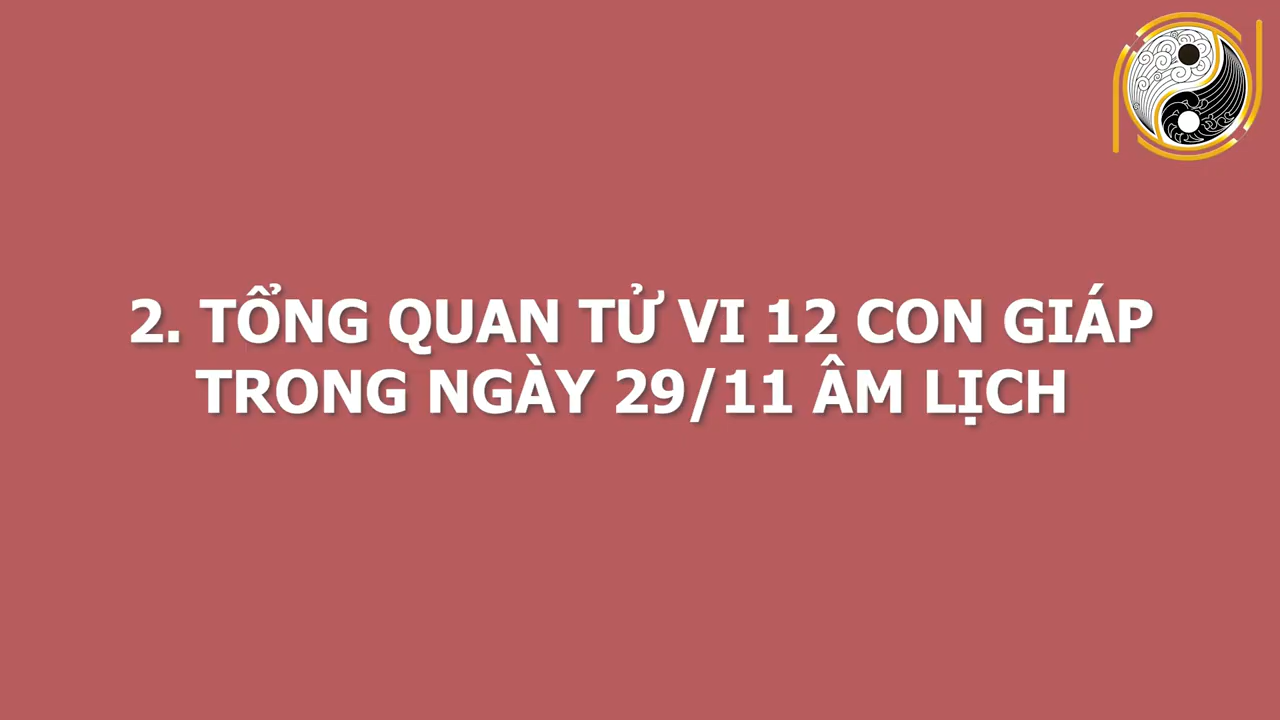 2. TỔNG QUAN TỬ VI 12 CON GIÁP
TRONG NGÀY 29/11 ÂM LỊCH